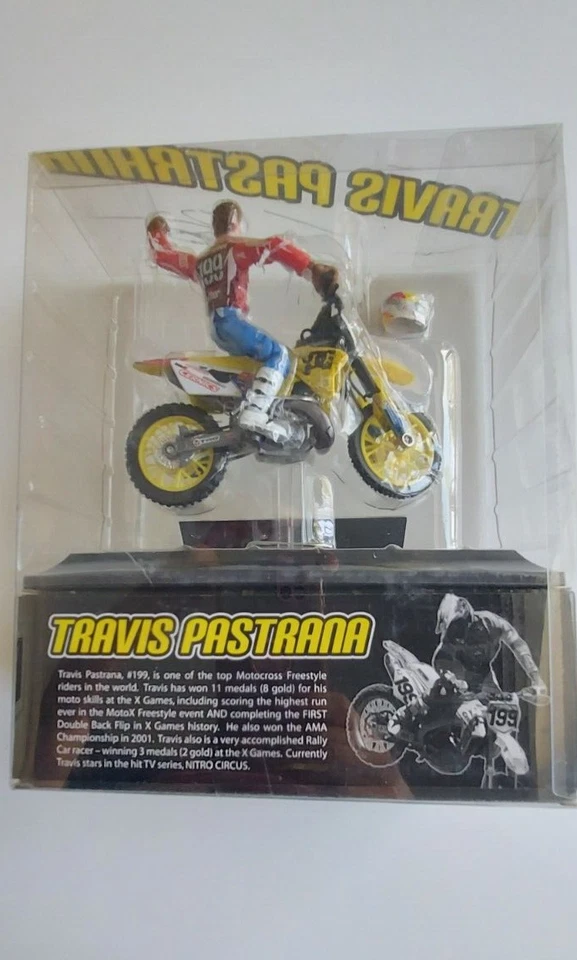 TRAVIS PASTRANA
199
TRAVIS PASTRANA
Travis Pastrana, #199, is one of the top Motocross Freestyle
riders in the world. Travis has won 11 medals (8 gold) for his
moto skills at the X Games, including scoring the highest run
ever in the MotoX Freestyle event AND completing the FIRST
Double Back Flip in X Games history. He also won the AMA
Championship in 2001. Travis also is a very accomplished Rally
Car racer – winning 3 medals (2 gold) at the X Games. Currently
Travis stars in the hit TV series, NITRO CIRCUS.
199
199